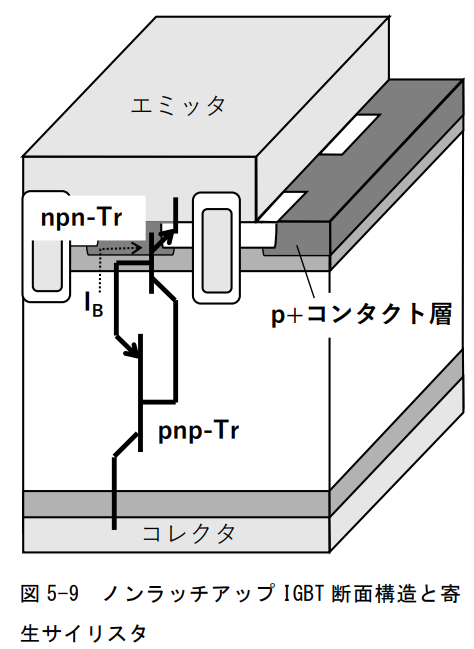 エミッタ
npn-Tr
IB
p+コンタクト層
pnp-Tr
コレクタ
図 5-9 ノンラッチアップ IGBT 断面構造と寄
生サイリスタ